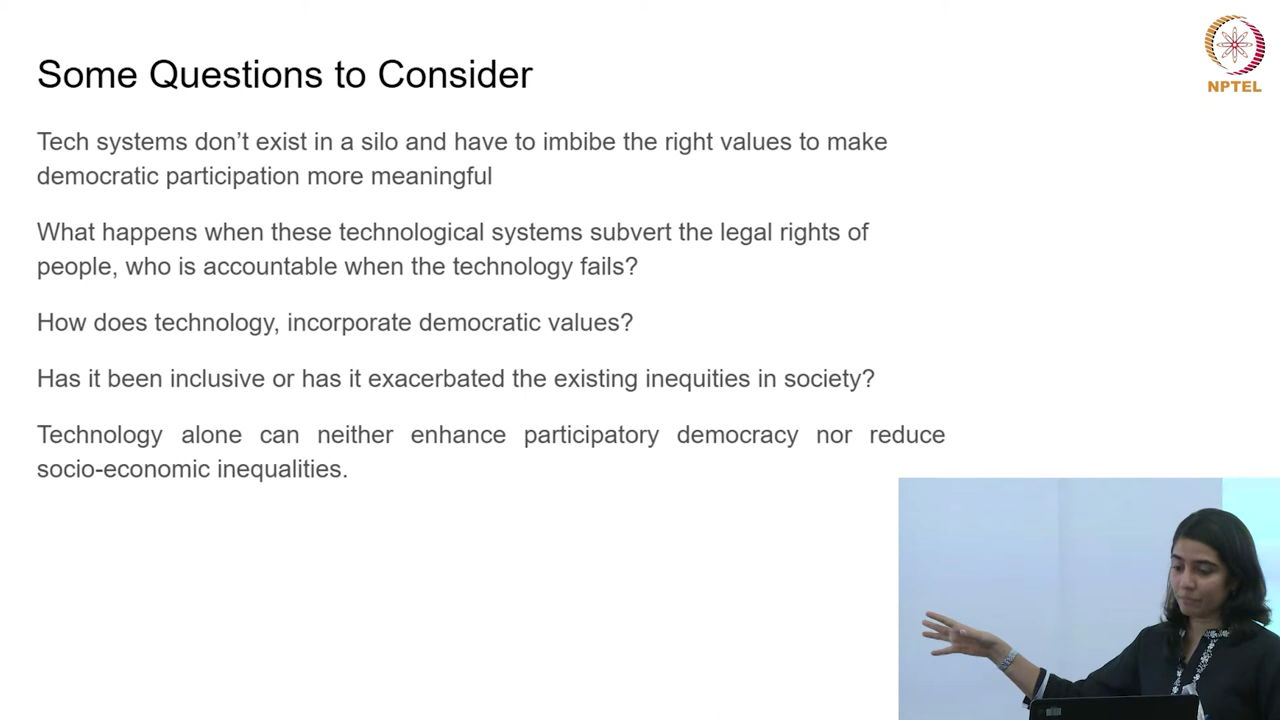 Some Questions to Consider
NPTEL
Tech systems don’t exist in a silo and have to imbibe the right values to make
democratic participation more meaningful
What happens when these technological systems subvert the legal rights of
people, who is accountable when the technology fails?
How does technology, incorporate democratic values?
Has it been inclusive or has it exacerbated the existing inequities in society?
Technology alone can neither enhance participatory democracy nor reduce
socio-economic inequalities.